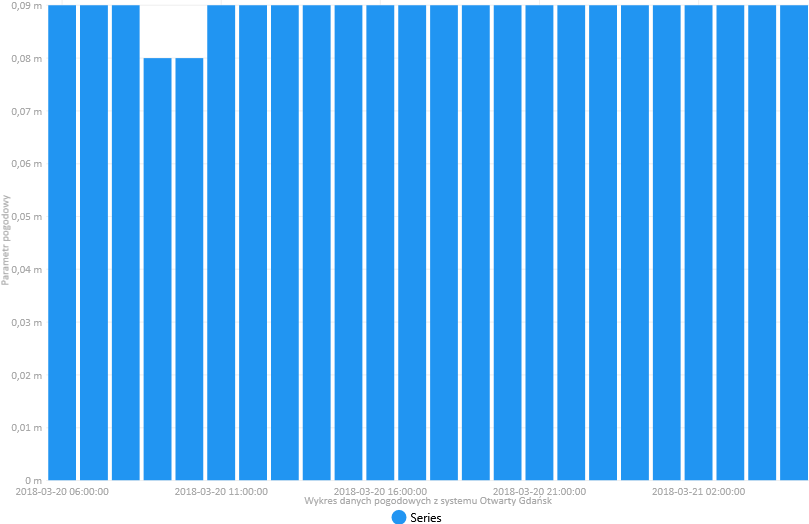 0,09 m
0,08 m
0,07 m
0,06 m
0,05 m
0,04 m
0,03 m
0,02 m
0,01 m
0 m
Parametr pogodowy
2018-03-20 06:00:00 2018-03-20 11:00:00 2018-03-20 16:00:00 2018-03-20 21:00:00 2018-03-21 02:00:00
Wykres danych pogodowych z systemu Otwarty Gdańsk
Series